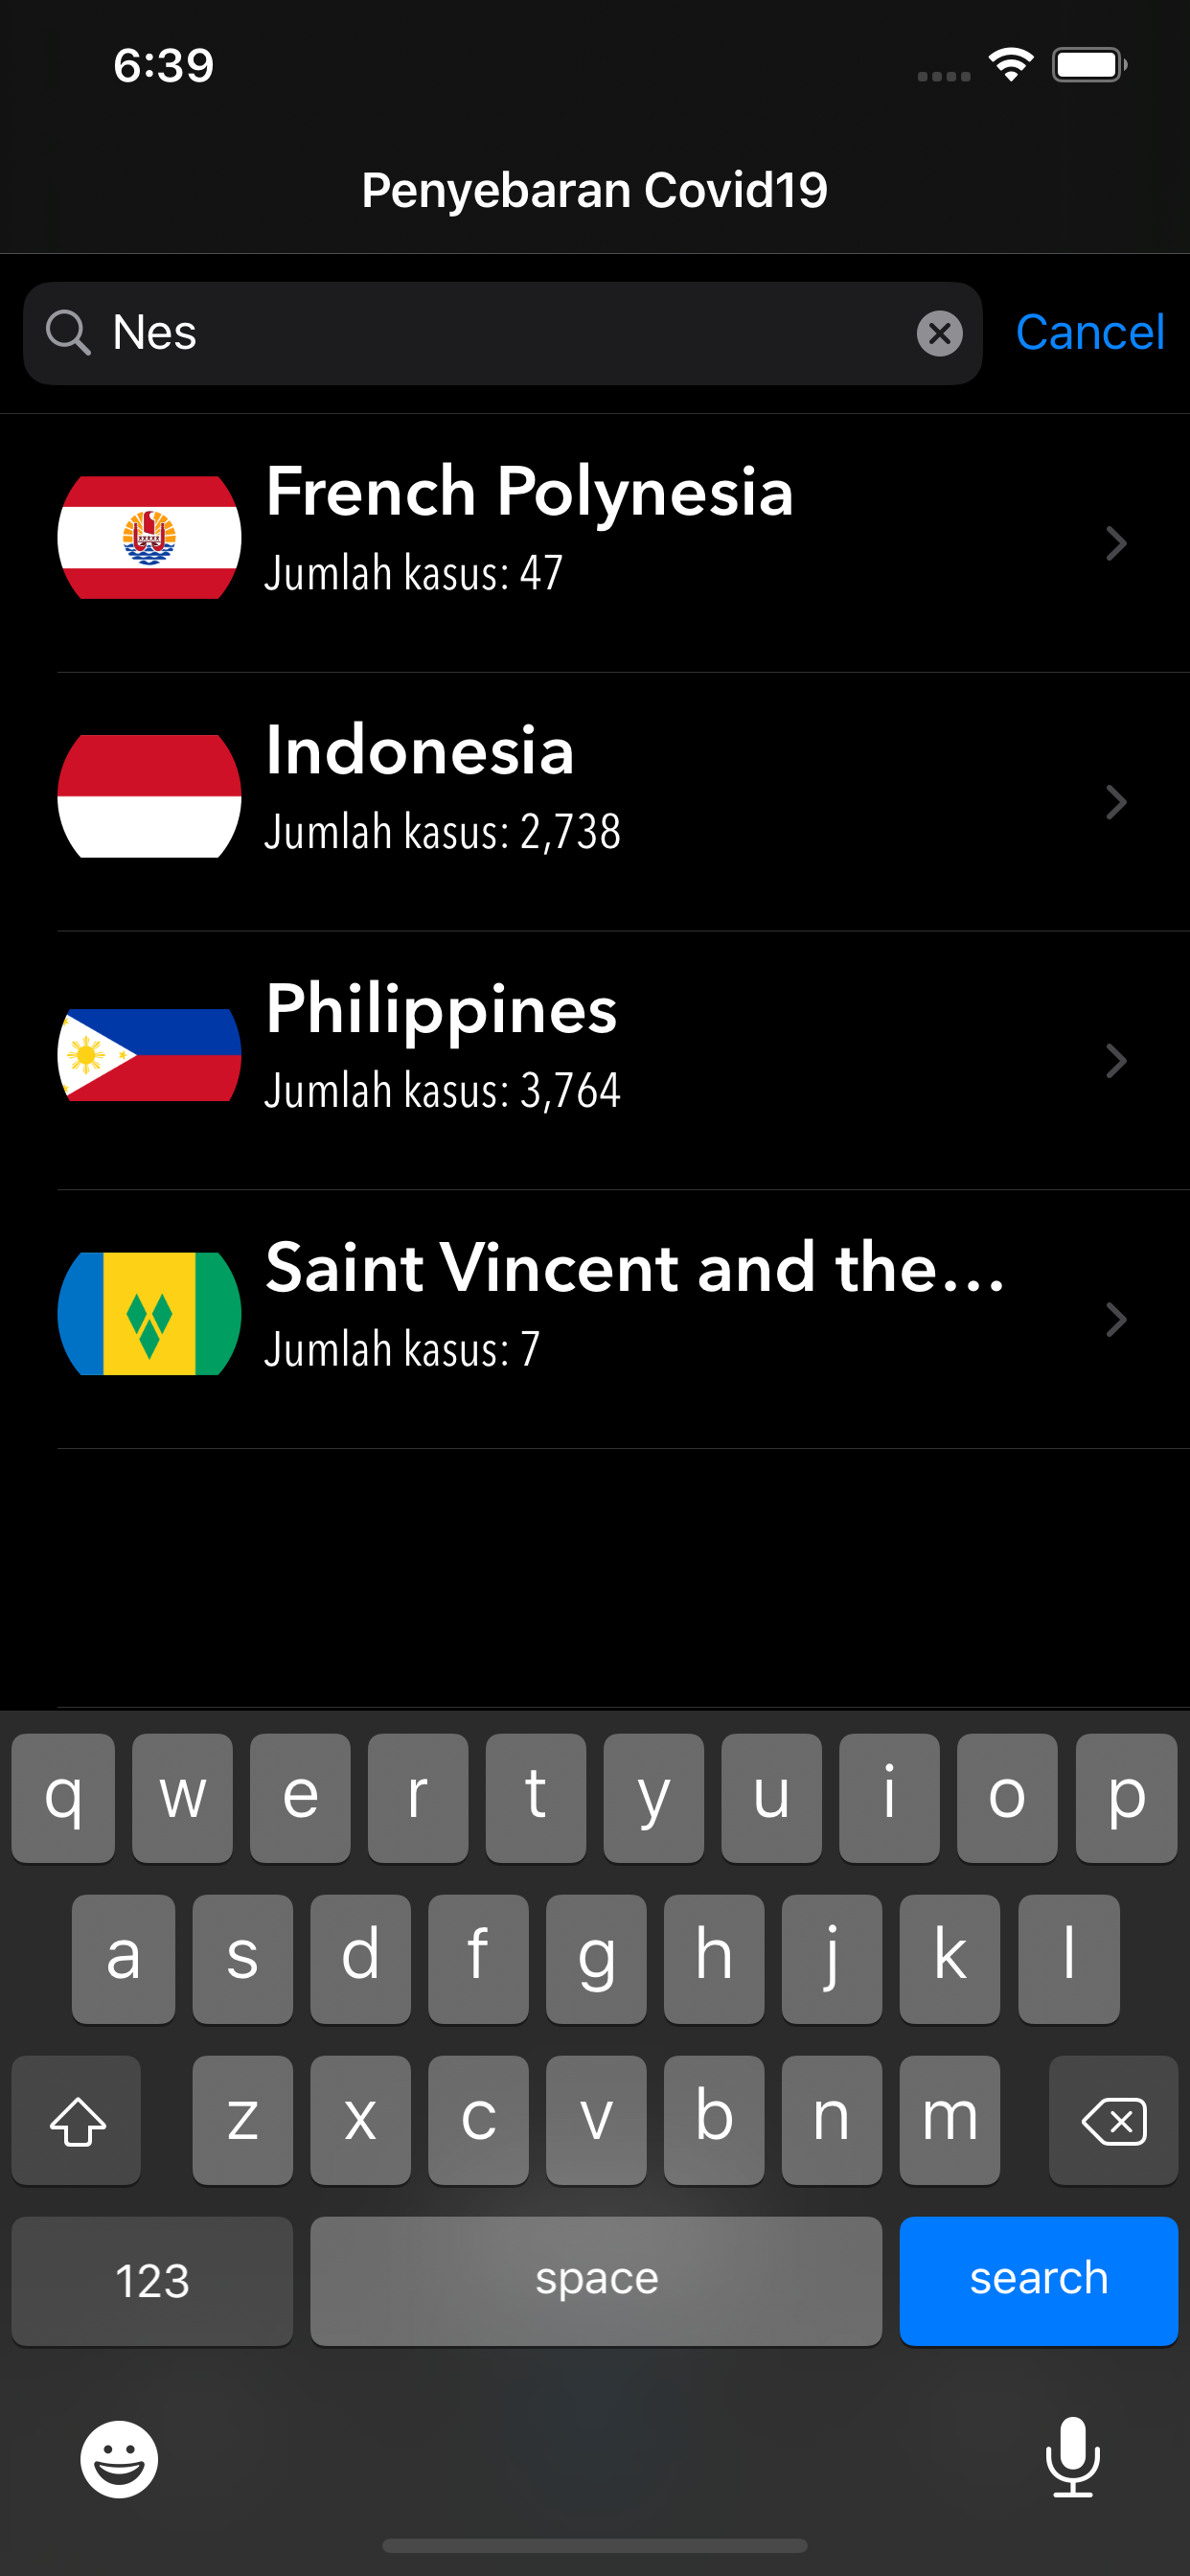 6:39
Penyebaran Covid19
Nes
Cancel
French Polynesia
Jumlah kasus: 47
Indonesia
Jumlah kasus: 2,738
Philippines
Jumlah kasus: 3,764
Saint Vincent and the...
Jumlah kasus: 7
q w e r t y u i o p
a s d f g h j k l
z x c v b n m
123 space search